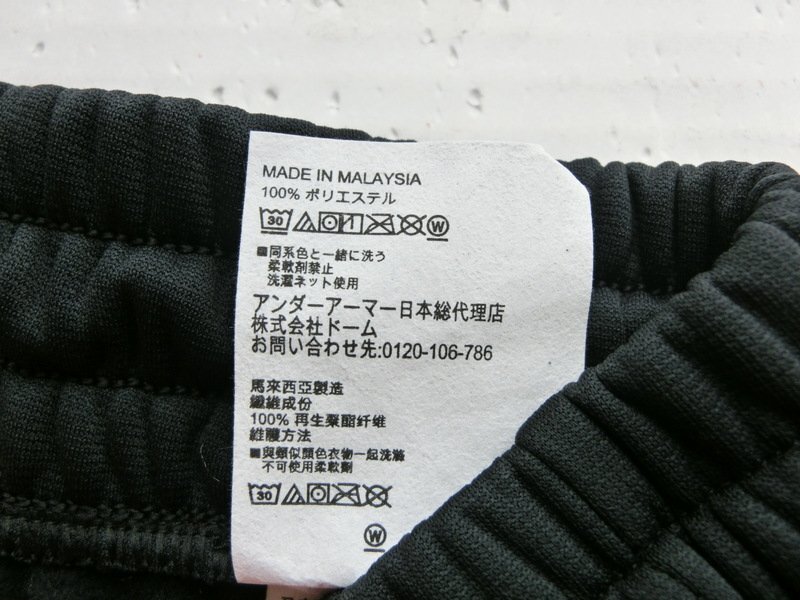 MADE IN MALAYSIA
100% ポリエステル
30 W
■同系色と一緒に洗う
柔軟剤禁止
洗濯ネット使用
アンダーアーマー日本総代理店
株式会社ドーム
お問い合わせ先:0120-106-786
馬來西亞製造
纖維成份
100% 再生聚酯纤维
維護方法
■與類似顏色衣物一起洗滌
不可使用柔軟劑
30
W